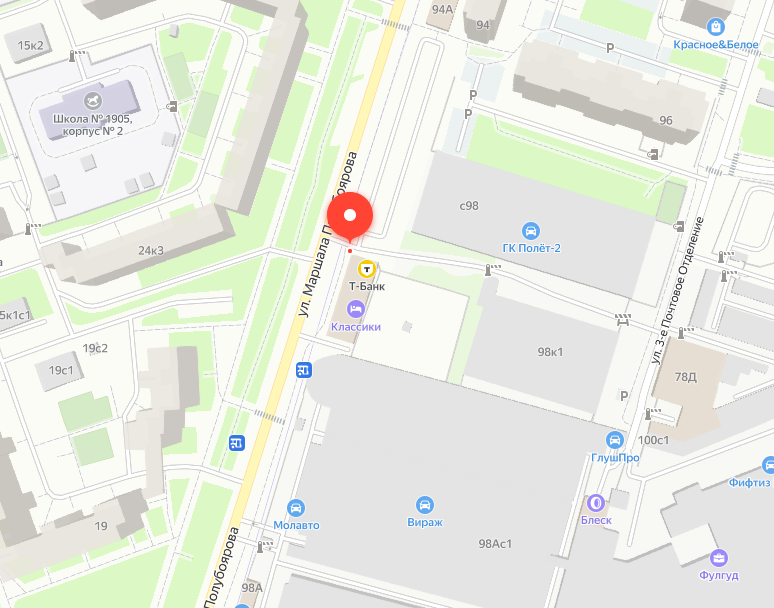 94А
94
15к2
Красное&Белое
P
P
P
96
Школа № 1905,
корпус № 2
ул. Маршала П
боярова
с98
ГК Полёт-2
24к3
ул. 3-е Почтовое Отделение
Т-Банк
Классики
5к1с1
19с2
19с1
98к1
78Д
P
100с1
ГлушПро
Фифтиз
Молавто
Вираж
Блеск
19
98Ас1
Полубоярова
Фулгуд
98А